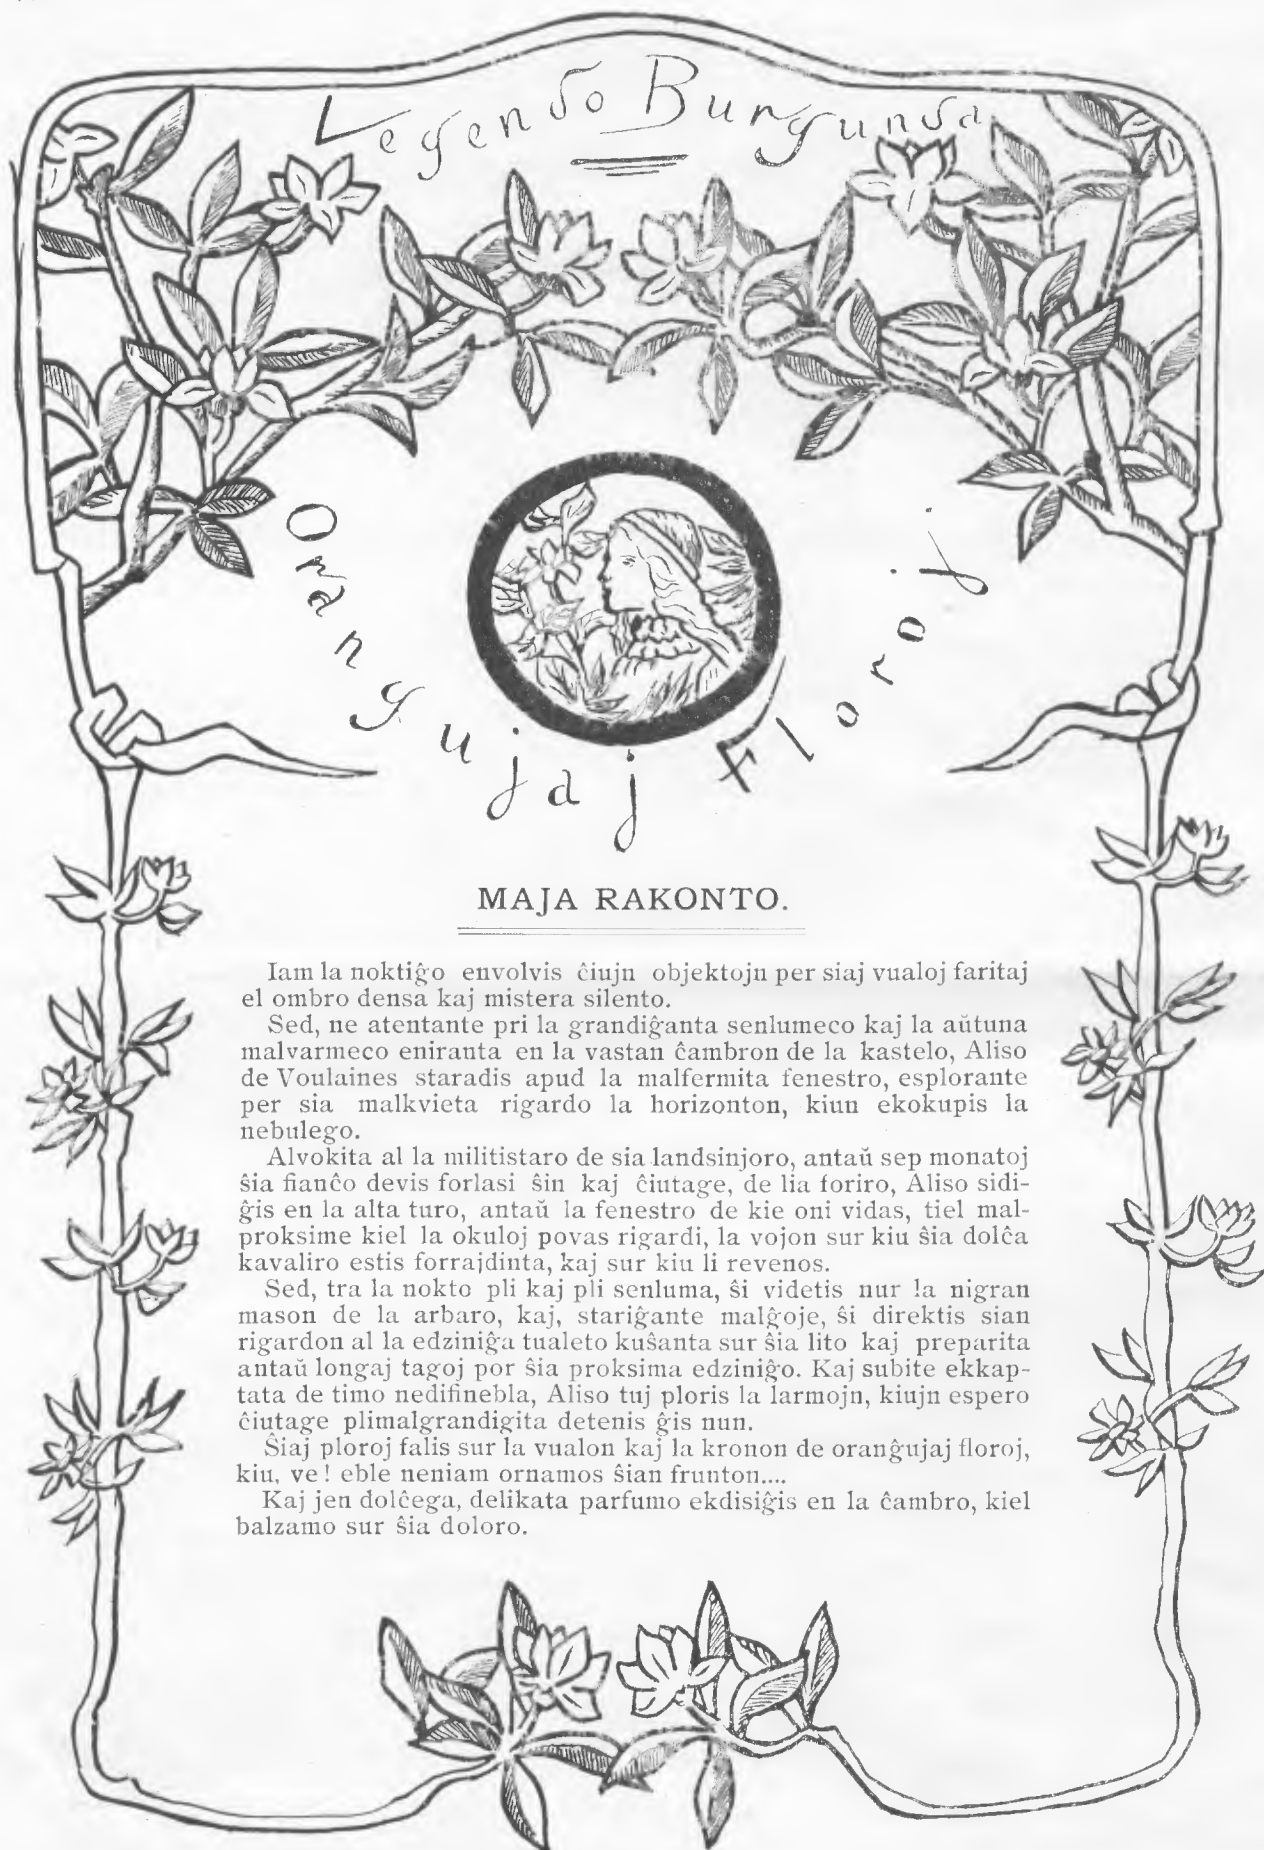 Legendo Burgunda
Orangujaj Floroj
MAJA RAKONTO.
Iam la noktiĝo envolvis ĉiujn objektojn per siaj vualoj faritaj
el ombro densa kaj mistera silento.
Sed, ne atentante pri la grandiĝanta senlumeco kaj la aŭtuna
malvarmeco eniranta en la vastan ĉambron de la kastelo, Aliso
de Voulaines staradis apud la malfermita fenestro, esplorante
per sia malkvieta rigardo la horizonton, kiun ekokupis la
nebulego.
Alvokita al la militistaro de sia landsinjoro, antaŭ sep monatoj
ŝia fianĉo devis forlasi ŝin kaj ĉiutage, de lia foriro, Aliso sidi-
ĝis en la alta turo, antaŭ la fenestro de kie oni vidas, tiel mal-
proksime kiel la okuloj povas rigardi, la vojon sur kiu ŝia dolĉa
kavaliro estis forrajdinta, kaj sur kiu li revenos.
Sed, tra la nokto pli kaj pli senluma, ŝi videtis nur la nigran
mason de la arbaro, kaj, stariĝante malĝoje, ŝi direktis sian
rigardon al la edziniĝa tualeto kuŝanta sur ŝia lito kaj preparita
antaŭ longaj tagoj por ŝia proksima edziniĝo. Kaj subite ekkap-
tata de timo nedifinebla, Aliso tuj ploris la larmojn, kiujn espero
ĉiutage plimalgrandigita detenis ĝis nun.
Ŝiaj ploroj falis sur la vualon kaj la kronon de oranĝujaj floroj,
kiu, ve! eble neniam ornamos ŝian frunton....
Kaj jen dolĉega, delikata parfumo ekdisiĝis en la ĉambro, kiel
balzamo sur ŝia doloro.